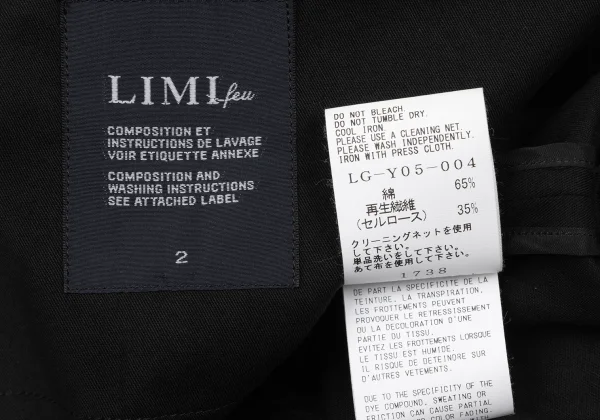 LIMI feu
COMPOSITION ET
INSTRUCTIONS DE LAVAGE
VOIR ETIQUETTE ANNEXE
COMPOSITION AND
WASHING INSTRUCTIONS
SEE ATTACHED LABEL
2
DO NOT BLEACH.
DO NOT TUMBLE DRY.
COOL IRON.
PLEASE USE A CLEANING NET.
PLEASE WASH INDEPENDENTLY.
IRON WITH PRESS CLOTH.
LG-Y05-004
綿 65%
再生繊維
(セルロース) 35%
クリーニングネットを使用
して下さい。
単品洗いをして下さい。
あて布を使用して下さい。
1738
DE PART LA SPECIFICITE DE LA
TEINTURE, LA TRANSPIRATION,
LES FROTTEMENTS PEUVENT
PROVOQUER LE RETRESSISSEMENT
OU LA DECOLORATION D'UNE
PARTIE DU TISSU.
EVITEZ LES FROTTEMENTS LORSQUE
LE TISSU EST HUMIDE.
IL RISQUE DE DETEINDRE SUR
D'AUTRES VETEMENTS.
DUE TO THE SPECIFICITY OF THE
DYE COMPOUND, SWEATING OR
FRICTION CAN CAUSE PARTIAL